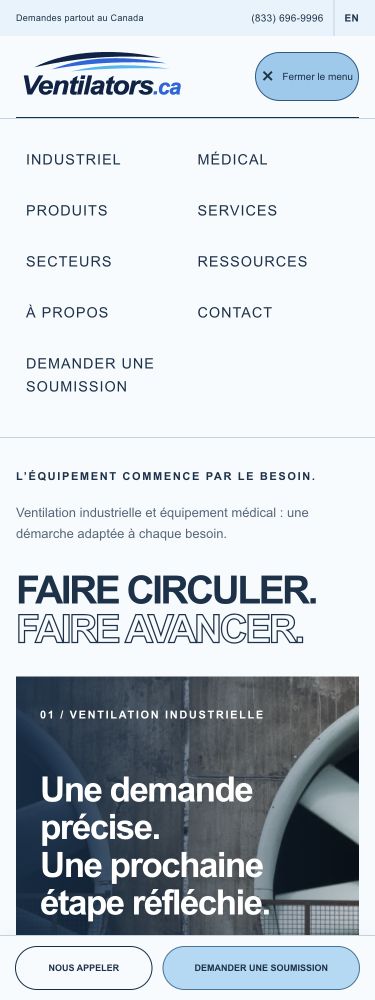 Demandes partout au Canada
(833) 696-9996
EN
Ventilators.ca
✕ Fermer le menu
INDUSTRIEL
MÉDICAL
PRODUITS
SERVICES
SECTEURS
RESSOURCES
À PROPOS
CONTACT
DEMANDER UNE
SOUMISSION
L'ÉQUIPEMENT COMMENCE PAR LE BESOIN.
Ventilation industrielle et équipement médical : une
démarche adaptée à chaque besoin.
FAIRE CIRCULER.
FAIRE AVANCER.
01 / VENTILATION INDUSTRIELLE
Une demande
précise.
Une prochaine
étape réfléchie.
NOUS APPELER
DEMANDER UNE SOUMISSION